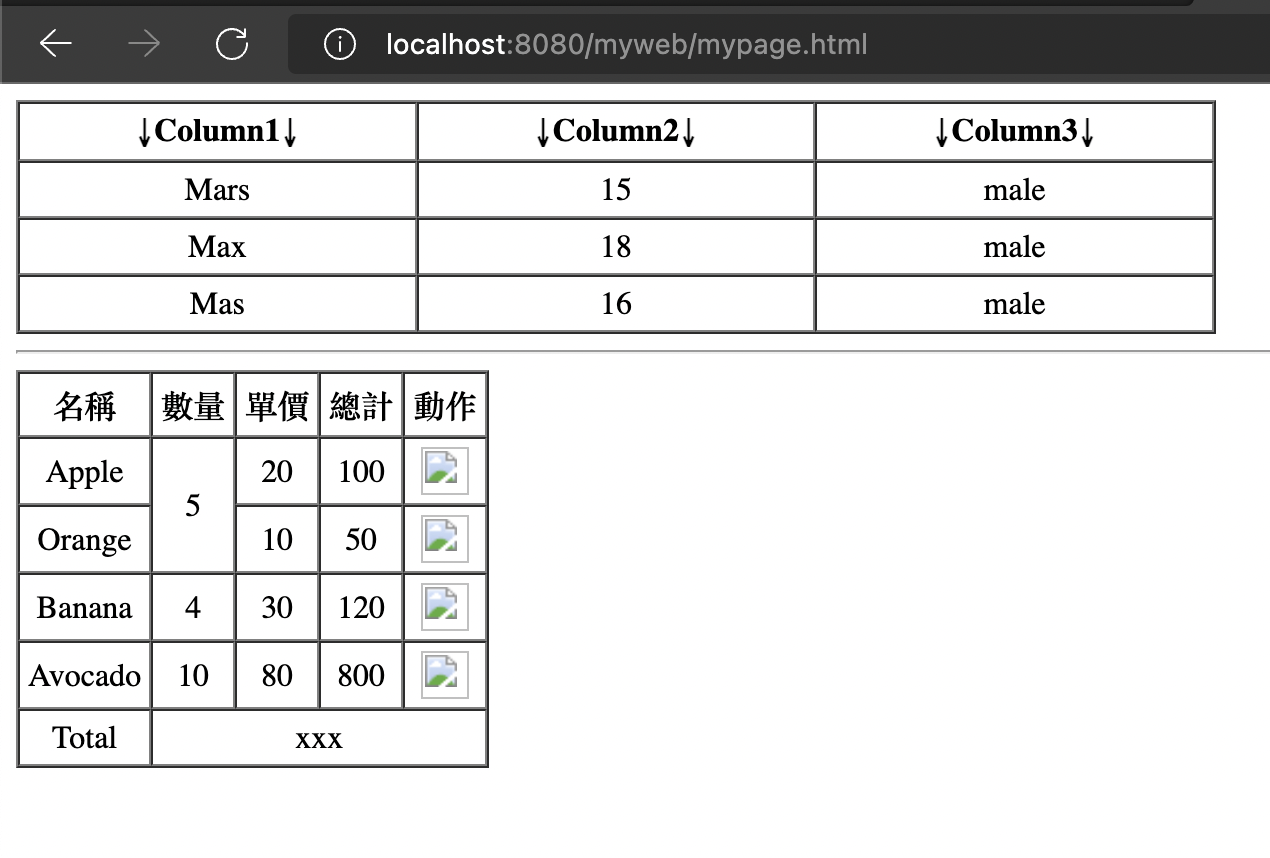 localhost:8080/myweb/mypage.html
↓Column1↓ ↓Column2↓ ↓Column3↓
Mars 15 male
Max 18 male
Mas 16 male
名稱 數量 單價 總計 動作
Apple 5 20 100
Orange 10 50
Banana 4 30 120
Avocado 10 80 800
Total xxx